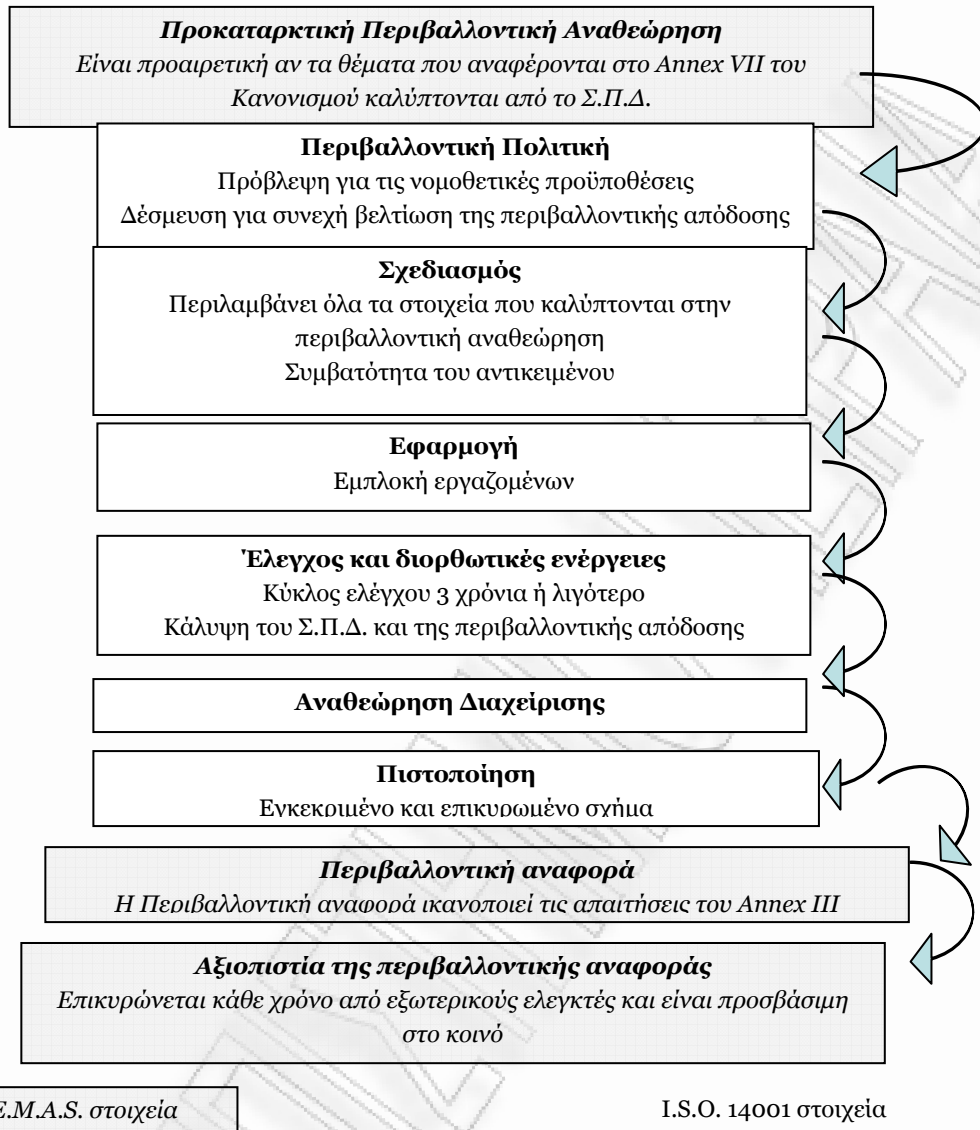 Προκαταρκτική Περιβαλλοντική Αναθεώρηση
Είναι προαιρετική αν τα θέματα που αναφέρονται στο Annex VII του
Κανονισμού καλύπτονται από το Σ.Π.Δ.
Περιβαλλοντική Πολιτική
Πρόβλεψη για τις νομοθετικές προϋποθέσεις
Δέσμευση για συνεχή βελτίωση της περιβαλλοντικής απόδοσης
Σχεδιασμός
Περιλαμβάνει όλα τα στοιχεία που καλύπτονται στην
περιβαλλοντική αναθεώρηση
Συμβατότητα του αντικειμένου
Εφαρμογή
Εμπλοκή εργαζομένων
Έλεγχος και διορθωτικές ενέργειες
Κύκλος ελέγχου 3 χρόνια ή λιγότερο
Κάλυψη του Σ.Π.Δ. και της περιβαλλοντικής απόδοσης
Αναθεώρηση Διαχείρισης
Πιστοποίηση
Εγκεκριμένο και επικυρωμένο σχήμα
Περιβαλλοντική αναφορά
Η Περιβαλλοντική αναφορά ικανοποιεί τις απαιτήσεις του Annex III
Αξιοπιστία της περιβαλλοντικής αναφοράς
Επικυρώνεται κάθε χρόνο από εξωτερικούς ελεγκτές και είναι προσβάσιμη
στο κοινό
E.M.A.S. στοιχεία
I.S.O. 14001 στοιχεία